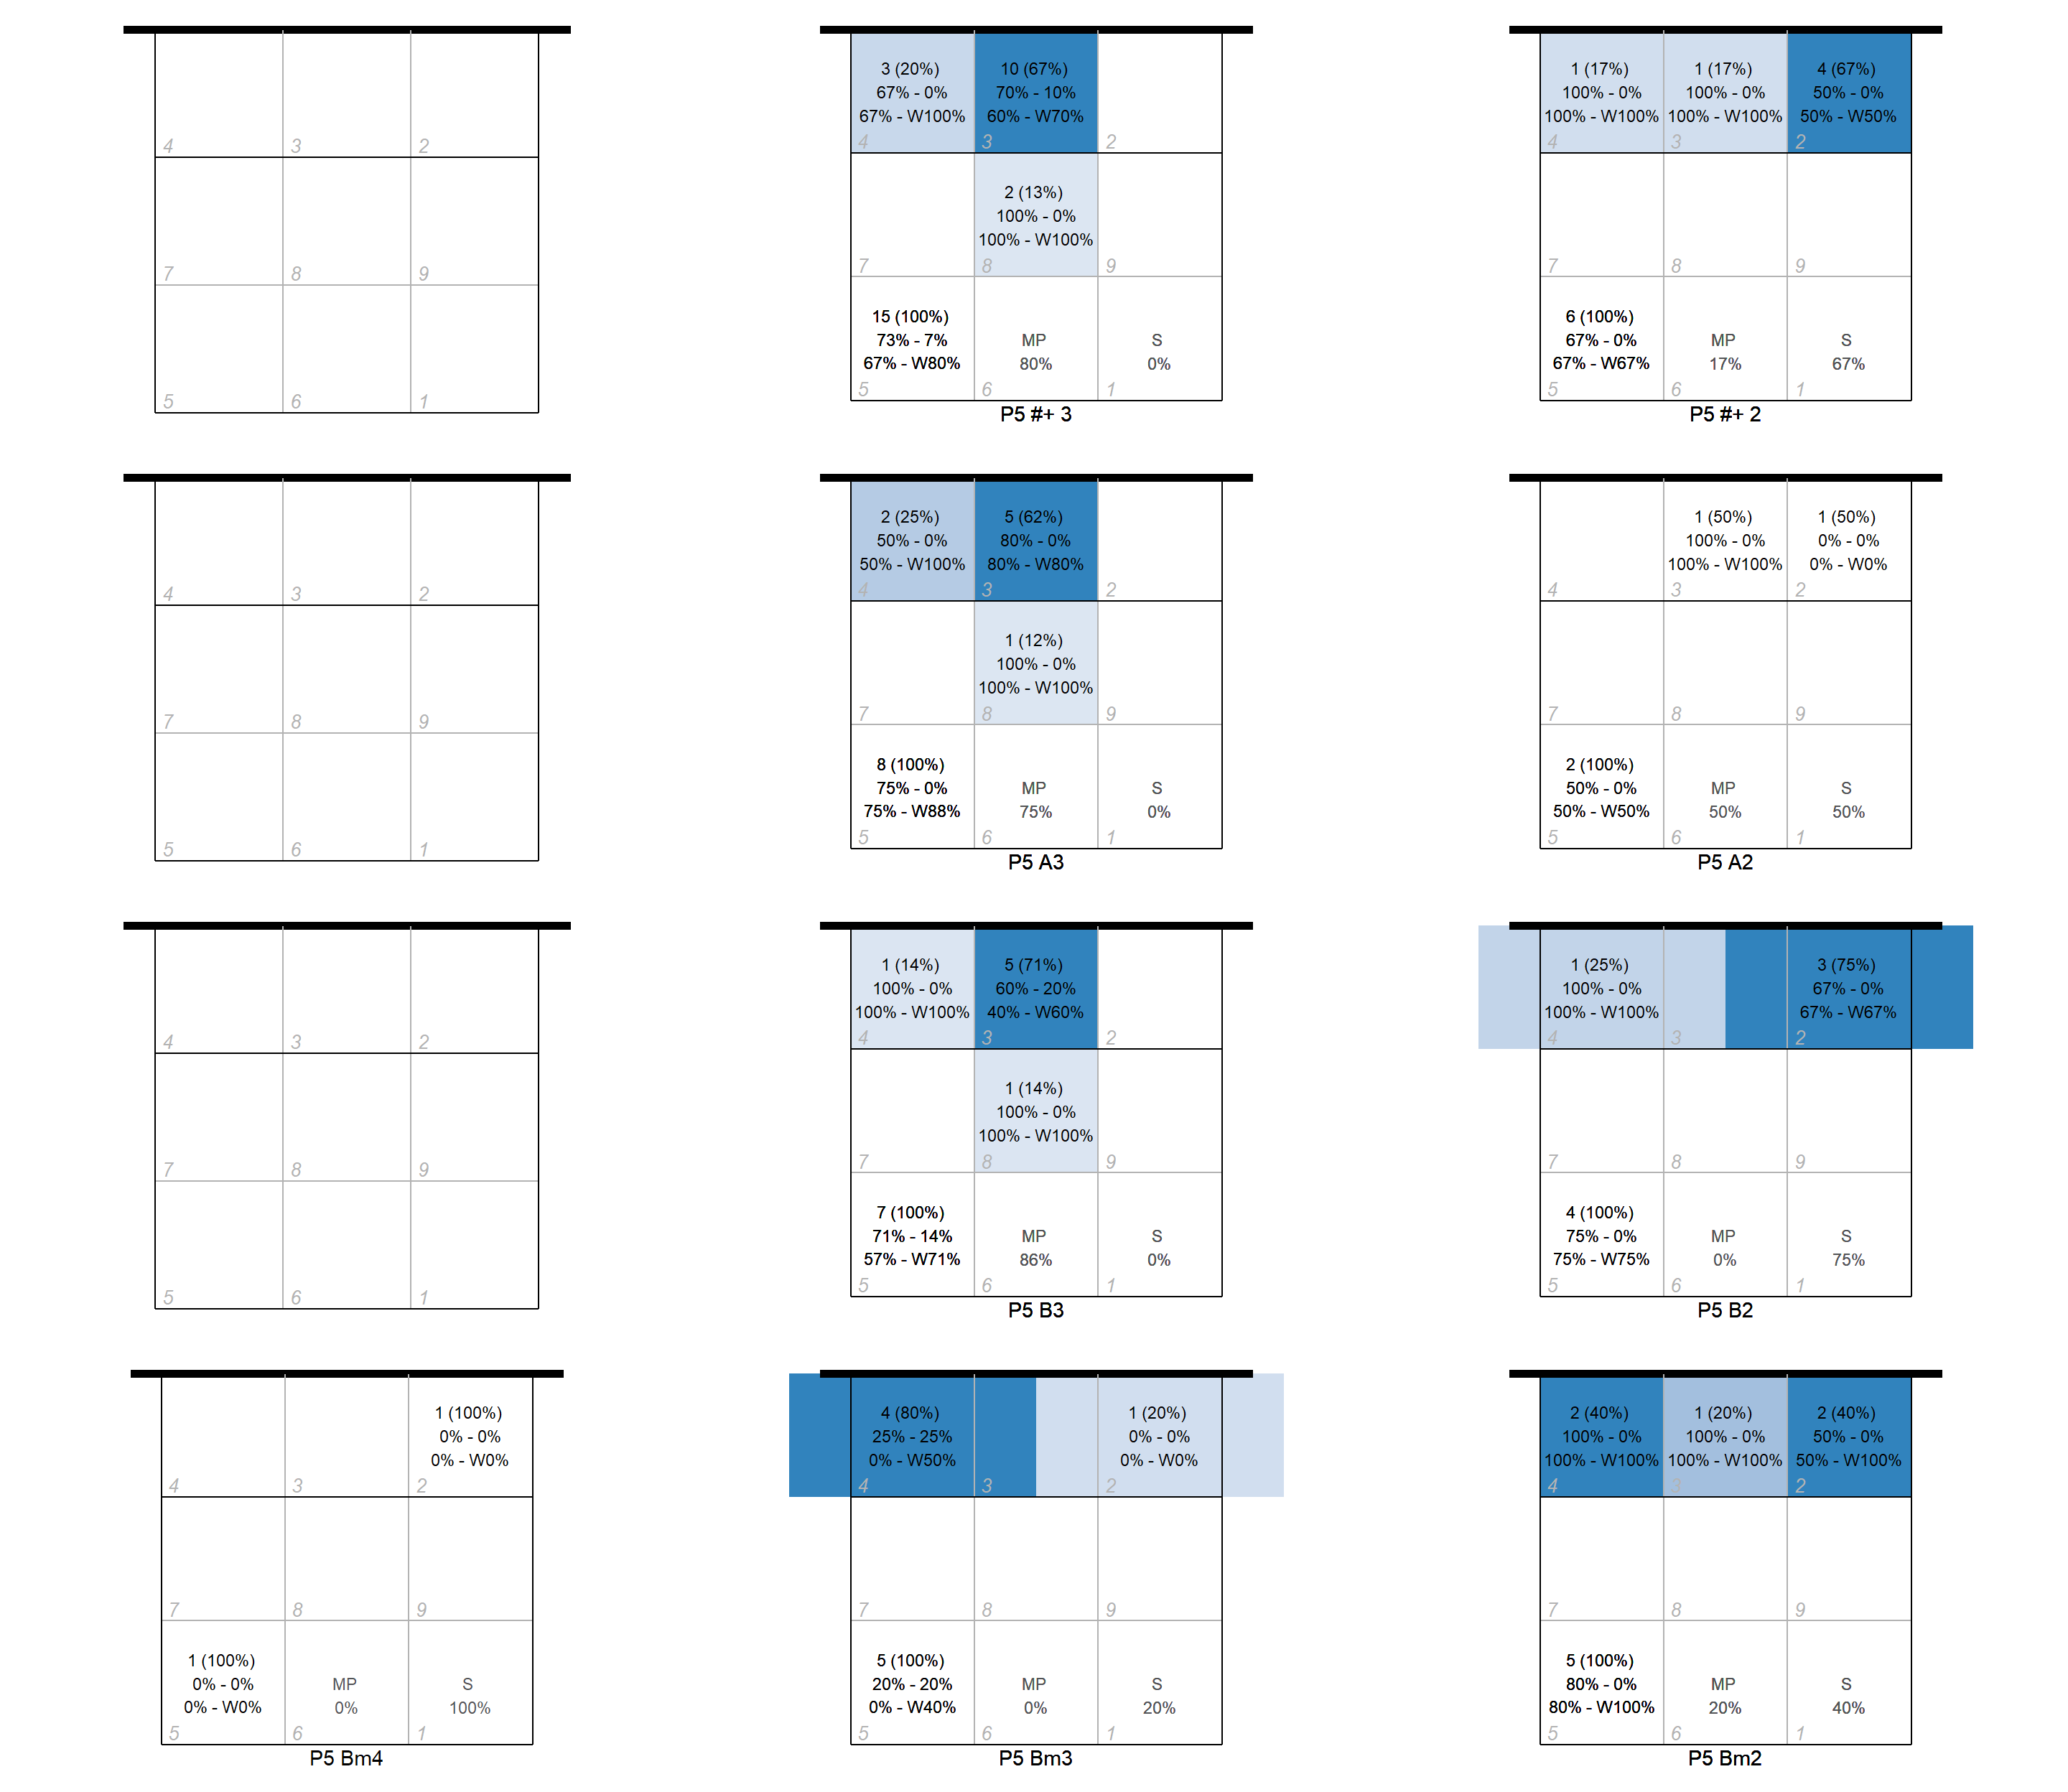 4
3
2
7
8
9
5
6
1
3 (20%)
67% - 0%
67% - W100%
4
10 (67%)
70% - 10%
60% - W70%
3
2
7
2 (13%)
100% - 0%
100% - W100%
8
9
15 (100%)
73% - 7%
67% - W80%
5
MP
80%
6
S
0%
1
P5 #+ 3
1 (17%)
100% - 0%
100% - W100%
4
1 (17%)
100% - 0%
100% - W100%
3
4 (67%)
50% - 0%
50% - W50%
2
7
8
9
6 (100%)
67% - 0%
67% - W67%
5
MP
17%
6
S
67%
1
P5 #+ 2
4
3
2
7
8
9
5
6
1
2 (25%)
50% - 0%
50% - W100%
4
5 (62%)
80% - 0%
80% - W80%
3
2
7
1 (12%)
100% - 0%
100% - W100%
8
9
8 (100%)
75% - 0%
75% - W88%
5
MP
75%
6
S
0%
1
P5 A3
4
1 (50%)
100% - 0%
100% - W100%
3
1 (50%)
0% - 0%
0% - W0%
2
7
8
9
2 (100%)
50% - 0%
50% - W50%
5
MP
50%
6
S
50%
1
P5 A2
4
3
2
7
8
9
5
6
1
1 (14%)
100% - 0%
100% - W100%
4
5 (71%)
60% - 20%
40% - W60%
3
2
7
1 (14%)
100% - 0%
100% - W100%
8
9
7 (100%)
71% - 14%
57% - W71%
5
MP
86%
6
S
0%
1
P5 B3
1 (25%)
100% - 0%
100% - W100%
4
3
3 (75%)
67% - 0%
67% - W67%
2
7
8
9
4 (100%)
75% - 0%
75% - W75%
5
MP
0%
6
S
75%
1
P5 B2
4
3
1 (100%)
0% - 0%
0% - W0%
2
7
8
9
1 (100%)
0% - 0%
0% - W0%
5
MP
0%
6
S
100%
1
P5 Bm4
4 (80%)
25% - 25%
0% - W50%
4
3
1 (20%)
0% - 0%
0% - W0%
2
7
8
9
5 (100%)
20% - 20%
0% - W40%
5
MP
0%
6
S
20%
1
P5 Bm3
2 (40%)
100% - 0%
100% - W100%
4
1 (20%)
100% - 0%
100% - W100%
3
2 (40%)
50% - 0%
50% - W100%
2
7
8
9
5 (100%)
80% - 0%
80% - W100%
5
MP
20%
6
S
40%
1
P5 Bm2